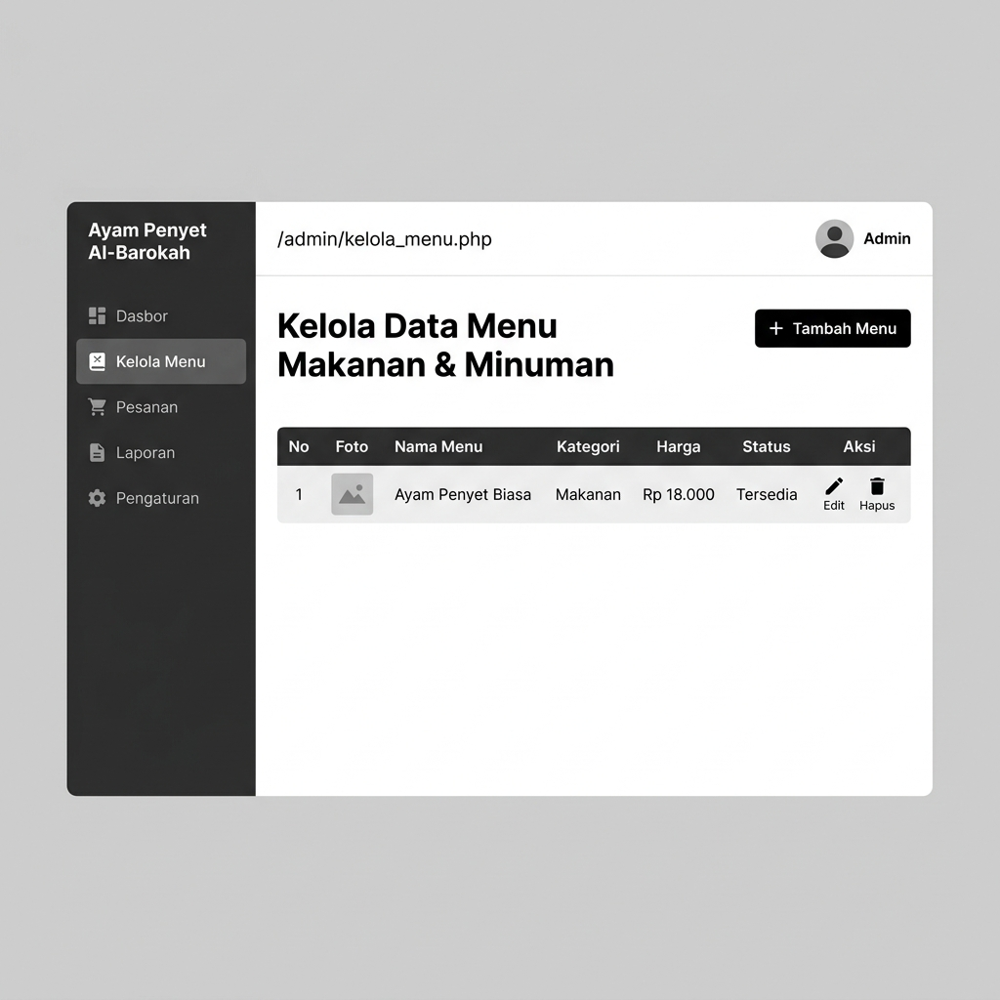 Ayam Penyet
Al-Barokah
Dasbor
Kelola Menu
Pesanan
Laporan
Pengaturan
/admin/kelola_menu.php
Admin
Kelola Data Menu
Makanan & Minuman
+ Tambah Menu
No Foto Nama Menu Kategori Harga Status Aksi
1 Ayam Penyet Biasa Makanan Rp 18.000 Tersedia Edit Hapus